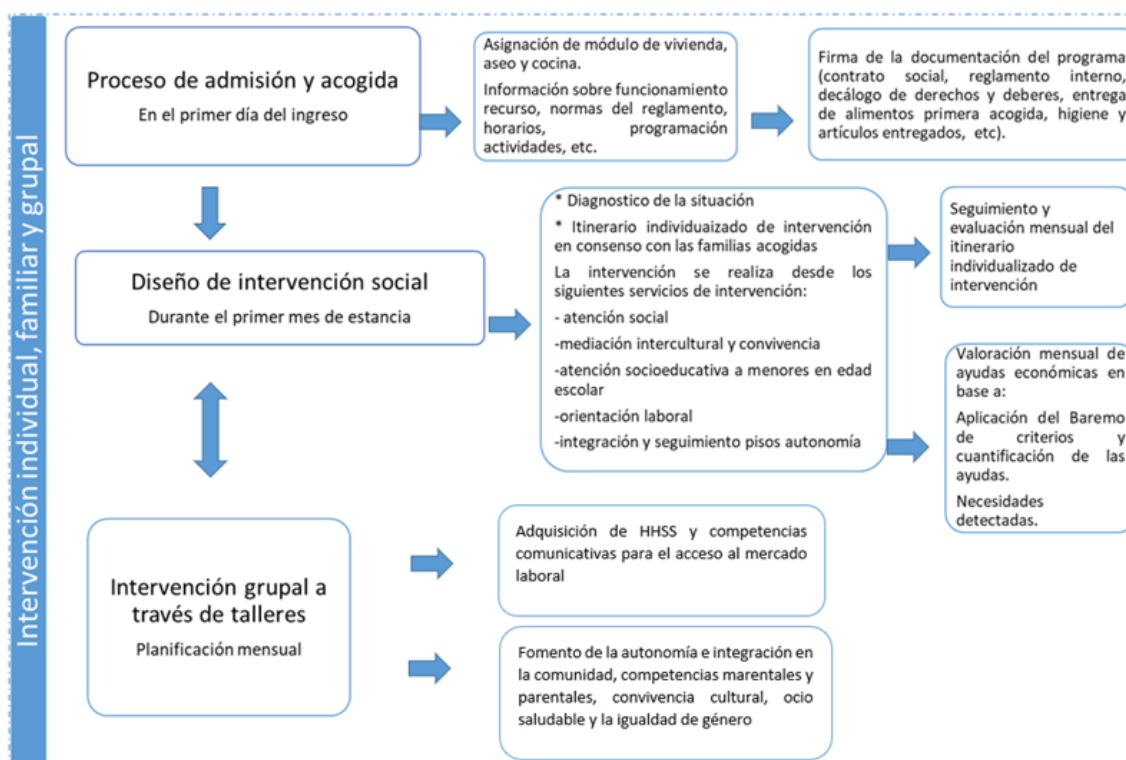 Intervención individual, familiar y grupal
Proceso de admisión y acogida
En el primer día del ingreso
Asignación de módulo de vivienda,
aseo y cocina.
Información sobre funcionamiento
recurso, normas del reglamento,
horarios, programación
actividades, etc.
Firma de la documentación del programa
(contrato social, reglamento interno,
decálogo de derechos y deberes, entrega
de alimentos primera acogida, higiene y
artículos entregados, etc).
Diseño de intervención social
Durante el primer mes de estancia
* Diagnostico de la situación
* Itinerario individuaizado de intervención
en consenso con las familias acogidas
La intervención se realiza desde los
siguientes servicios de intervención:
- atención social
-mediación intercultural y convivencia
-atención socioeducativa a menores en edad
escolar
-orientación laboral
-integración y seguimiento pisos autonomía
Seguimiento y
evaluación mensual del
itinerario
individualizado de
intervención
Valoración mensual de
ayudas económicas en
base a:
Aplicación del Baremo
de criterios y
cuantificación de las
ayudas.
Necesidades
detectadas.
Intervención grupal a
través de talleres
Planificación mensual
Adquisición de HHSS y competencias
comunicativas para el acceso al mercado
laboral
Fomento de la autonomía e integración en
la comunidad, competencias marentales y
parentales, convivencia cultural, ocio
saludable y la igualdad de género